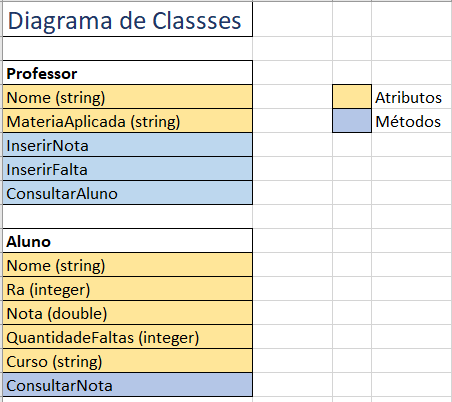 Diagrama de Classses
Professor
Nome (string)
Atributos
MateriaAplicada (string)
Métodos
InserirNota
InserirFalta
ConsultarAluno
Aluno
Nome (string)
Ra (integer)
Nota (double)
QuantidadeFaltas (integer)
Curso (string)
ConsultarNota